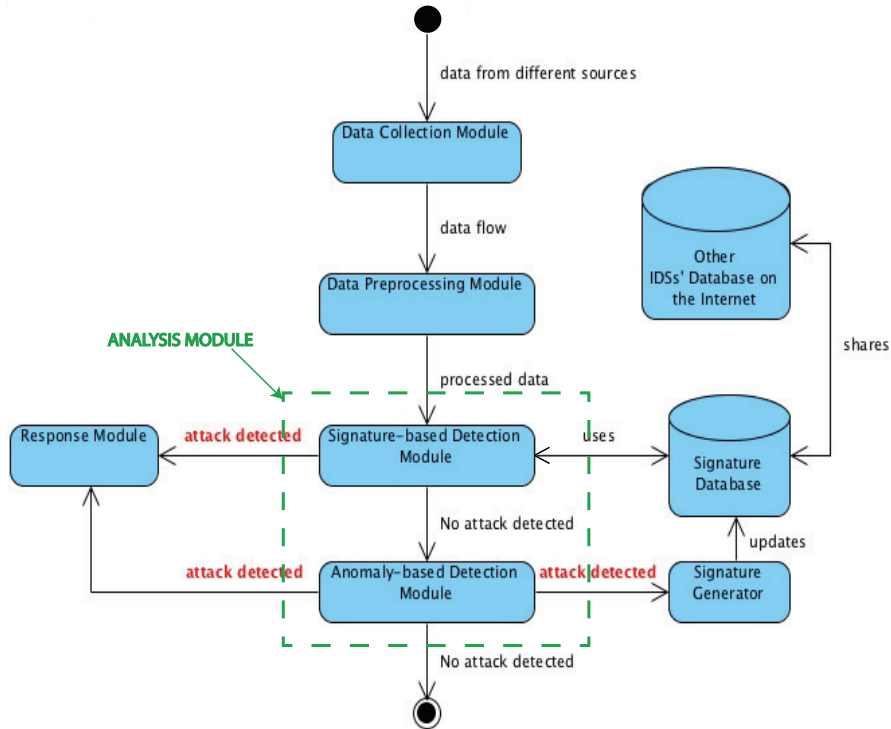 data from different sources
Data Collection Module
data flow
Other
IDSs' Database on
the Internet
Data Preprocessing Module
ANALYSIS MODULE
shares
processed data
Response Module
attack detected
Signature-based Detection
Module
uses
Signature
Database
No attack detected
updates
attack detected
Anomaly-based Detection
Module
attack detected
Signature
Generator
No attack detected